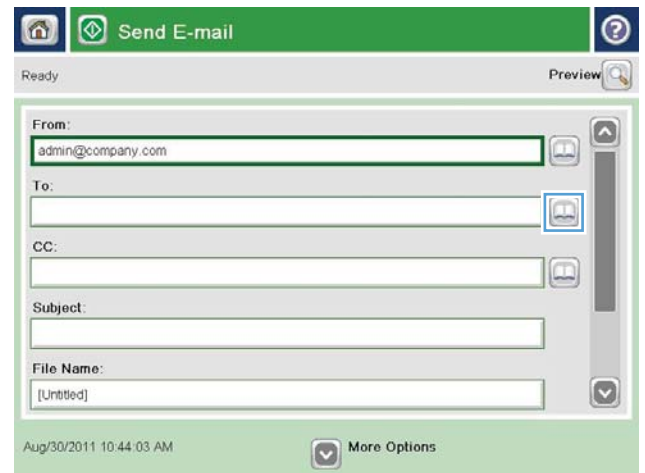 Send E-mail
?
Ready
Preview
From:
admin@company.com
To:
CC:
Subject:
File Name:
[Untitled]
Aug/30/2011 10:44:03 AM
More Options